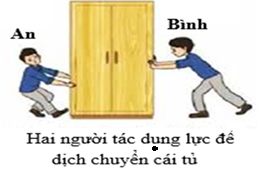 An
Bình
Hai người tác dụng lực để
dịch chuyển cái tủ